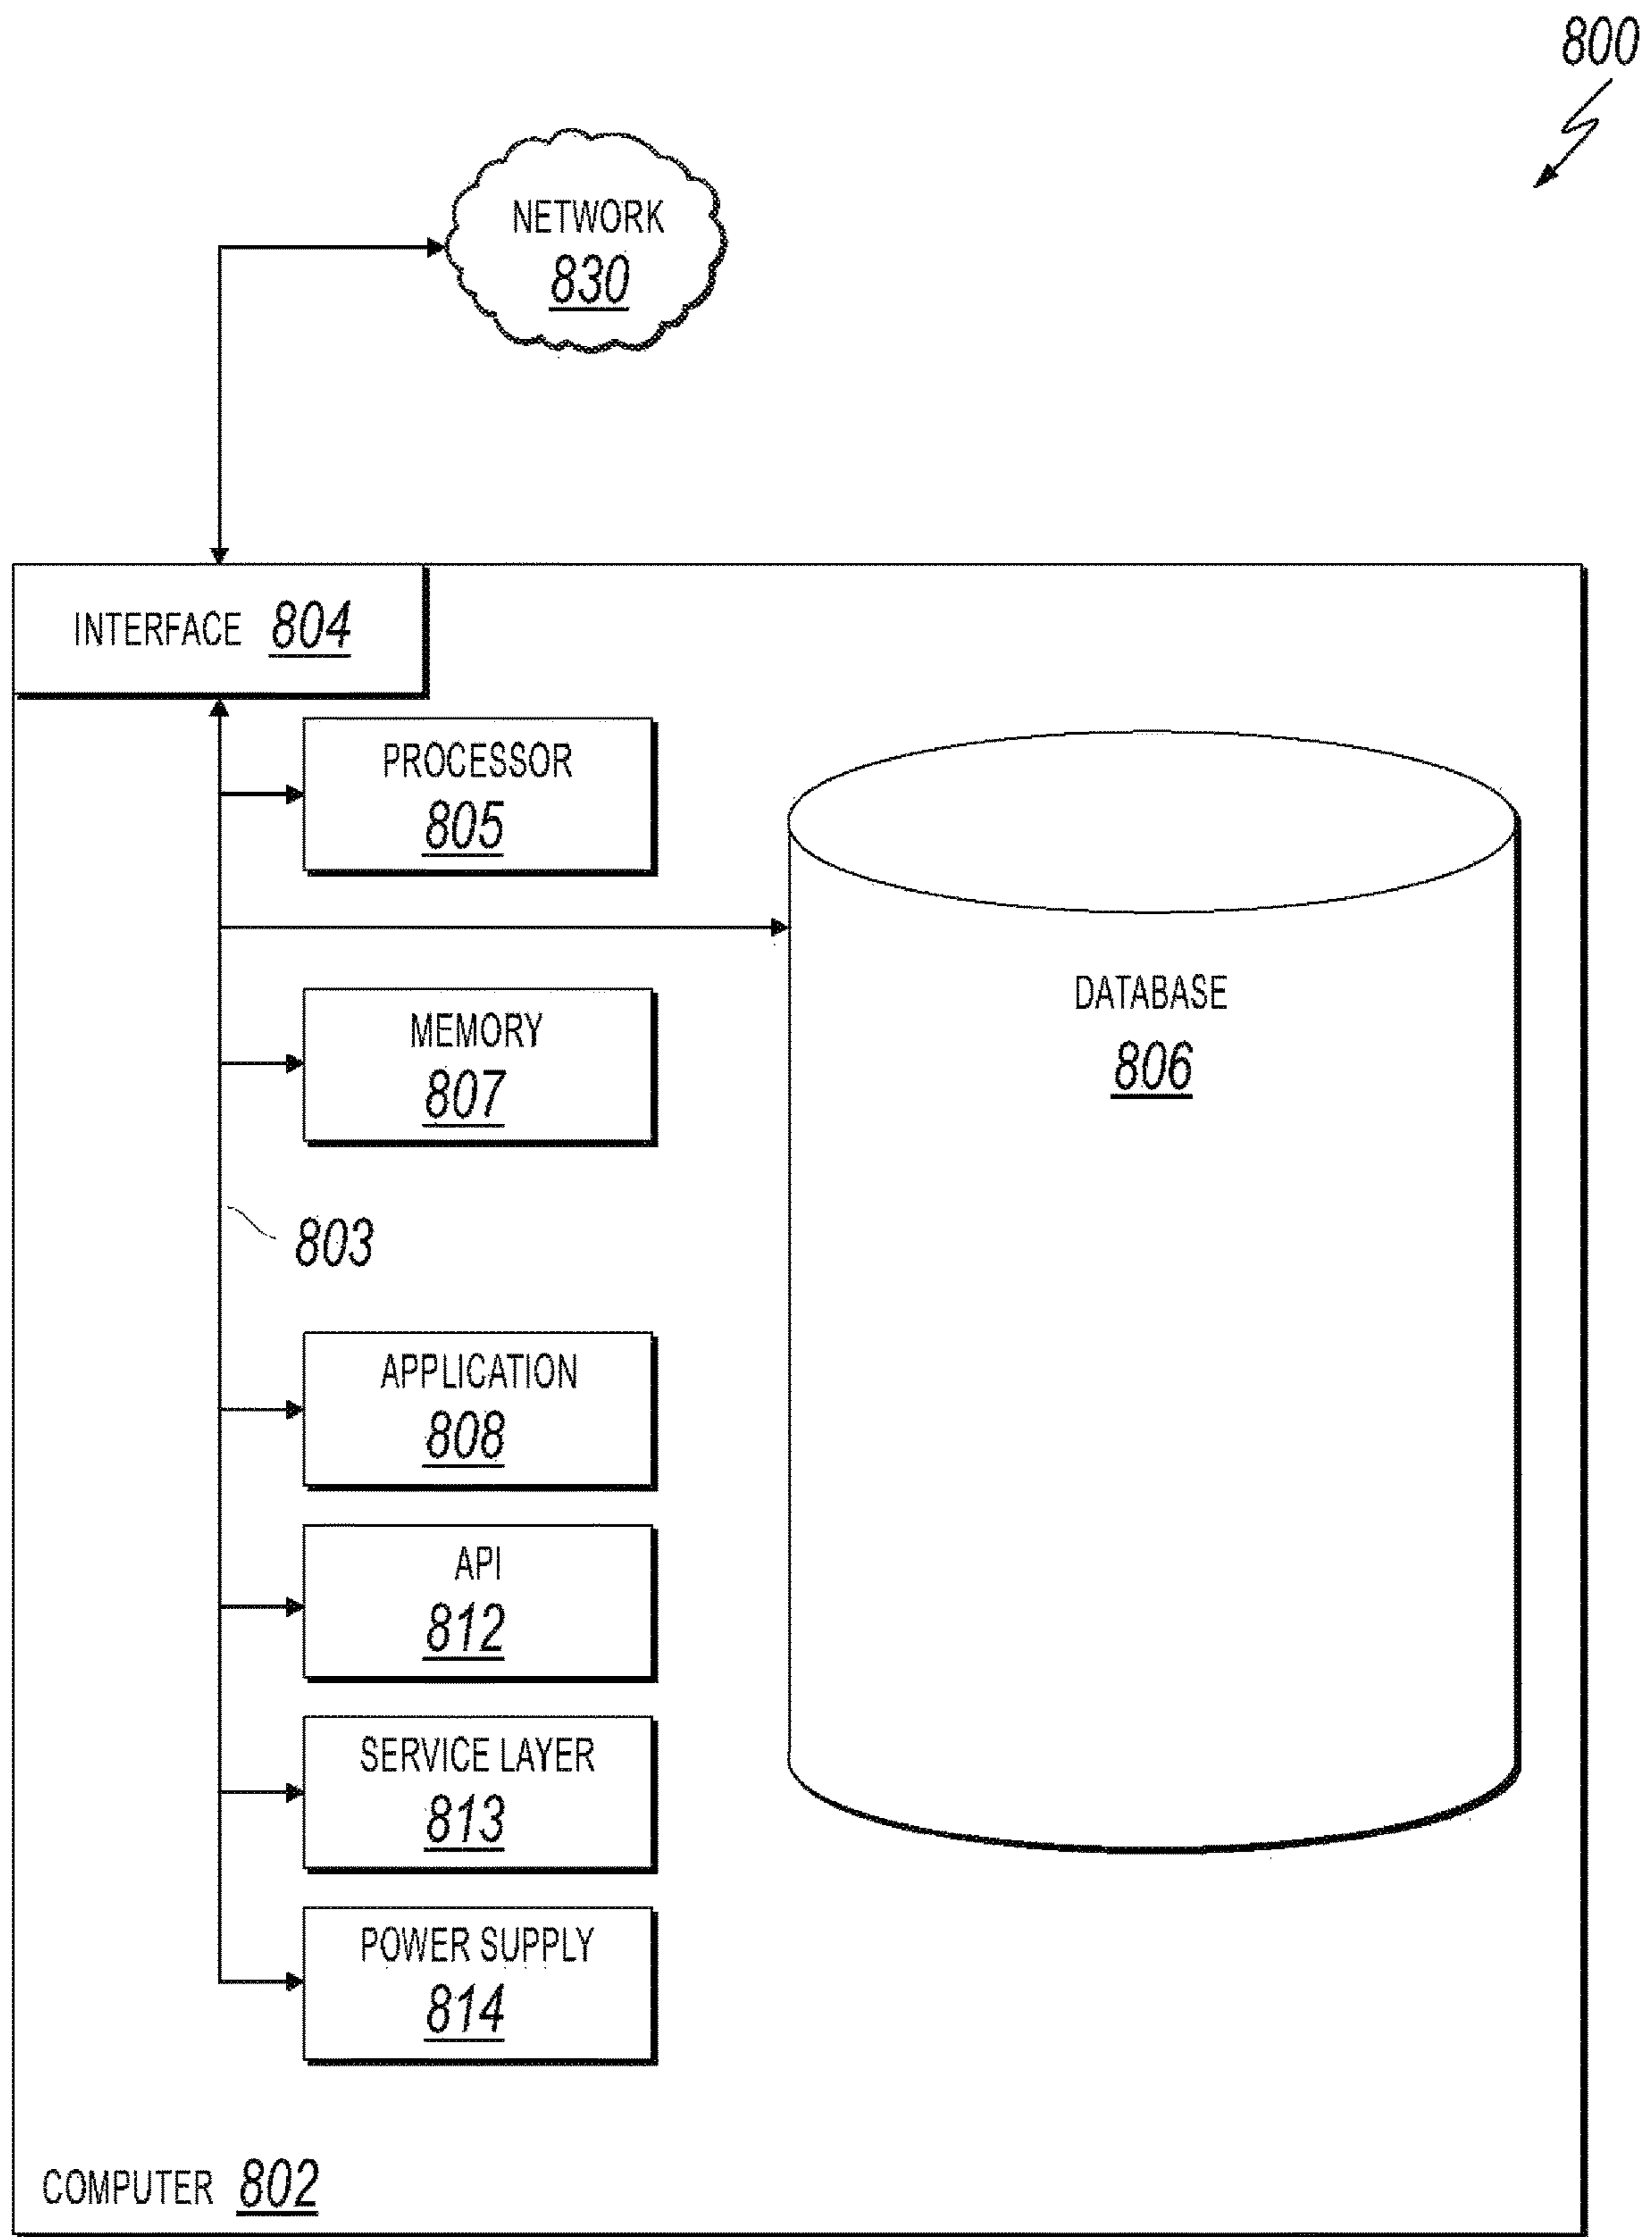 800
NETWORK
830
INTERFACE 804
PROCESSOR
805
DATABASE
806
MEMORY
807
803
APPLICATION
808
API
812
SERVICE LAYER
813
POWER SUPPLY
814
COMPUTER 802